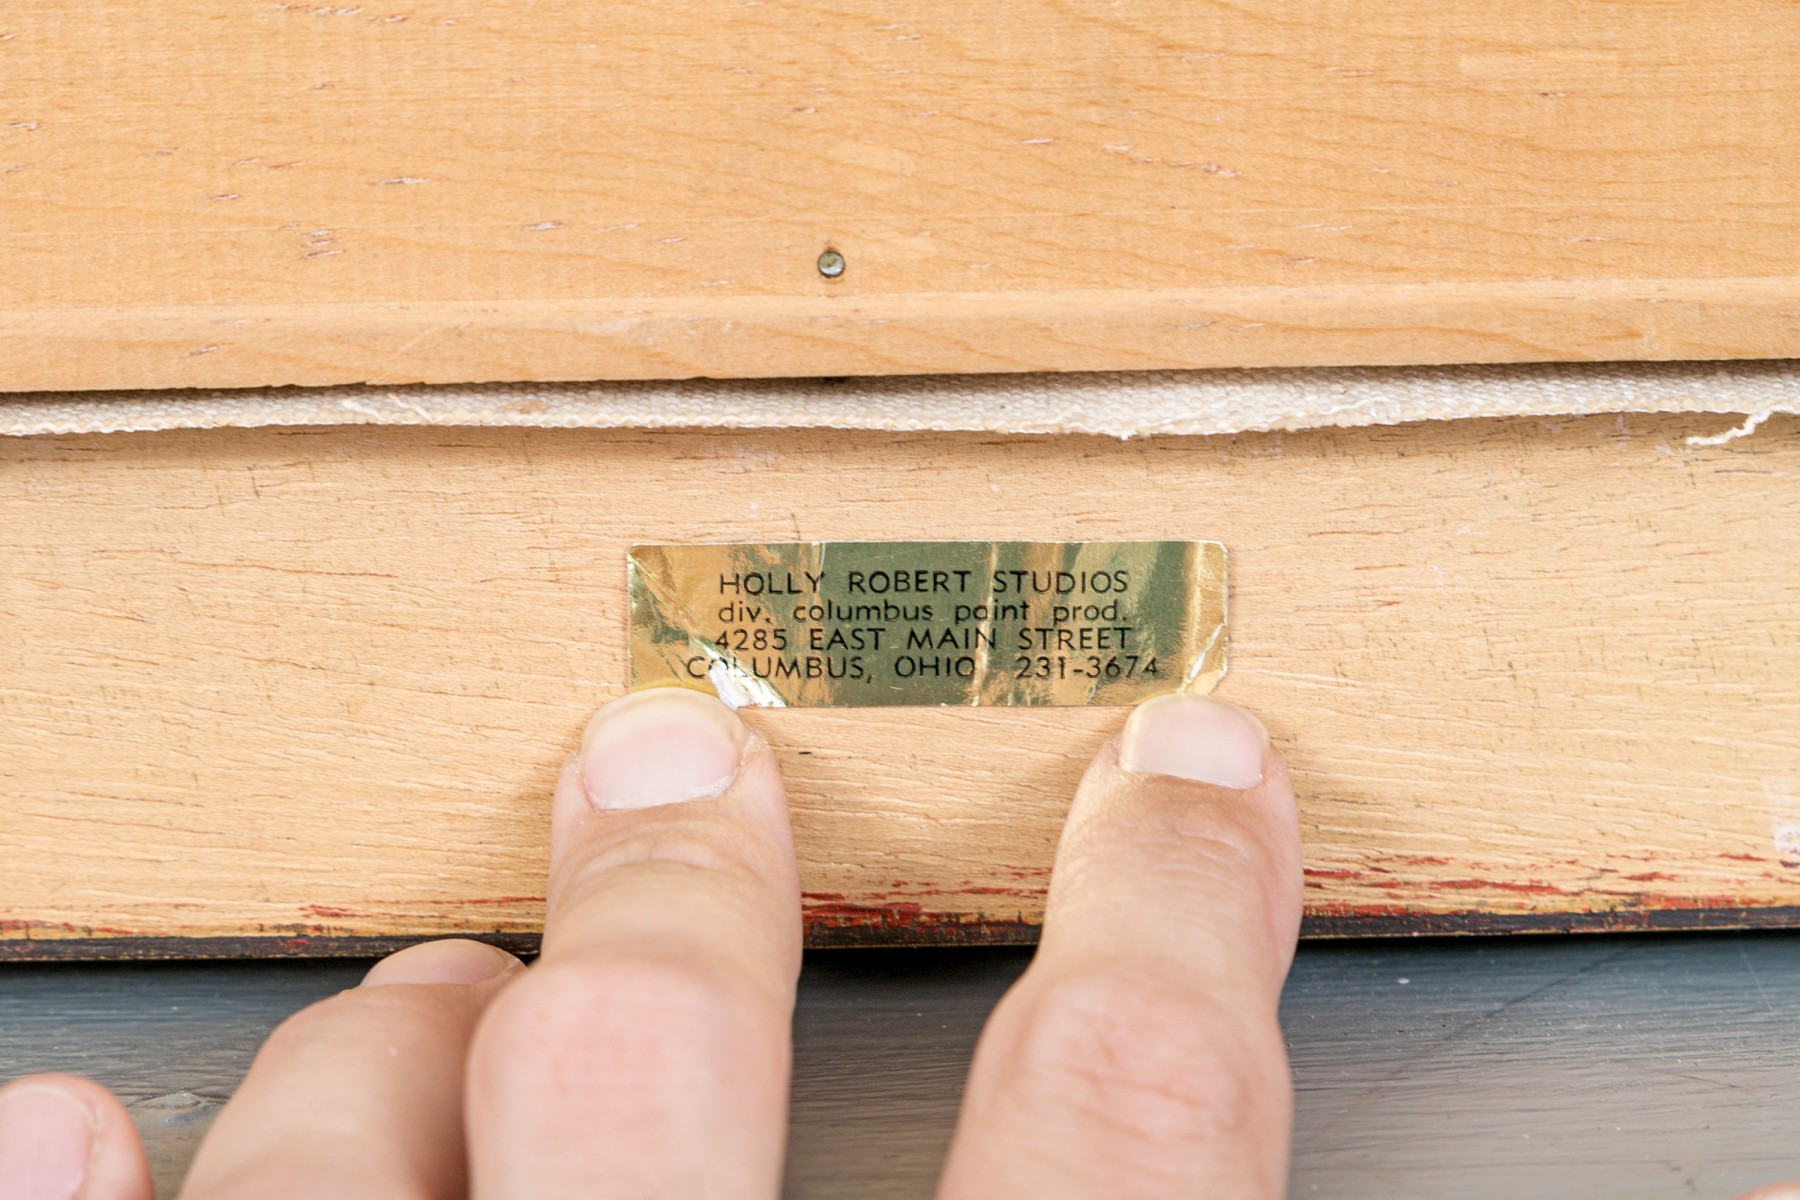 HOLLY ROBERT STUDIOS
div. columbus paint prod.
4285 EAST MAIN STREET
COLUMBUS, OHIO 231-3674